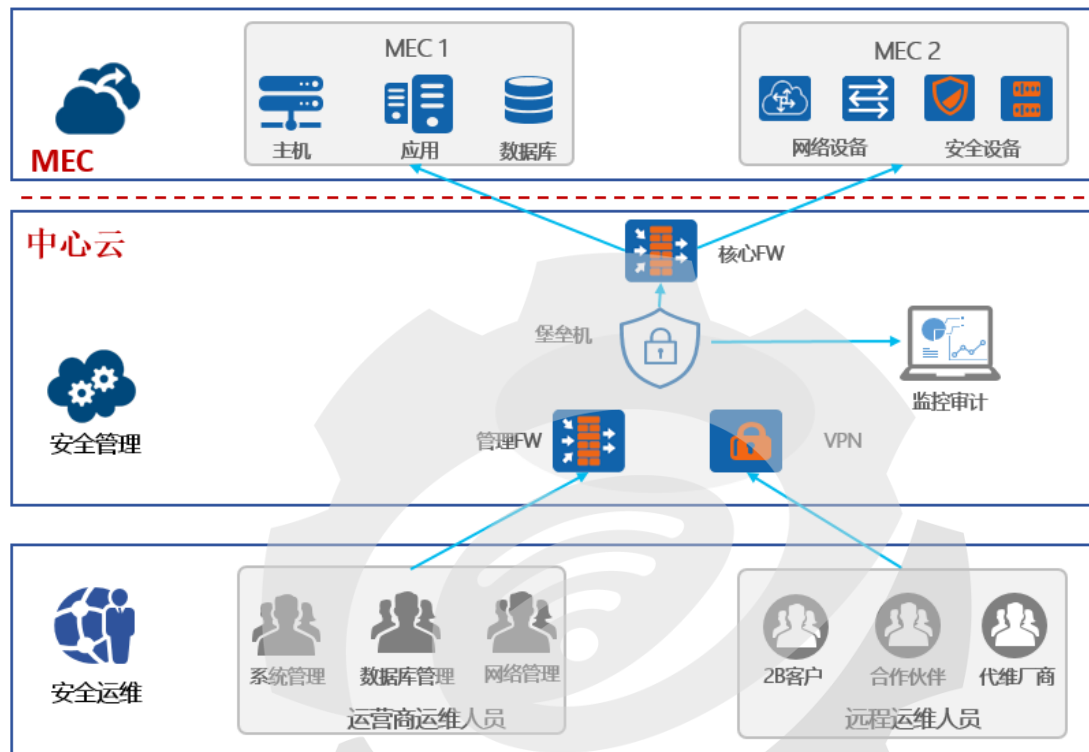 MEC 1
MEC 2
主机
应用
数据库
网络设备
安全设备
MEC
中心云
核心FW
堡垒机
监控审计
安全管理
管理FW
VPN
系统管理
数据库管理
网络管理
2B客户
合作伙伴
代维厂商
安全运维
运营商运维人员
远程运维人员